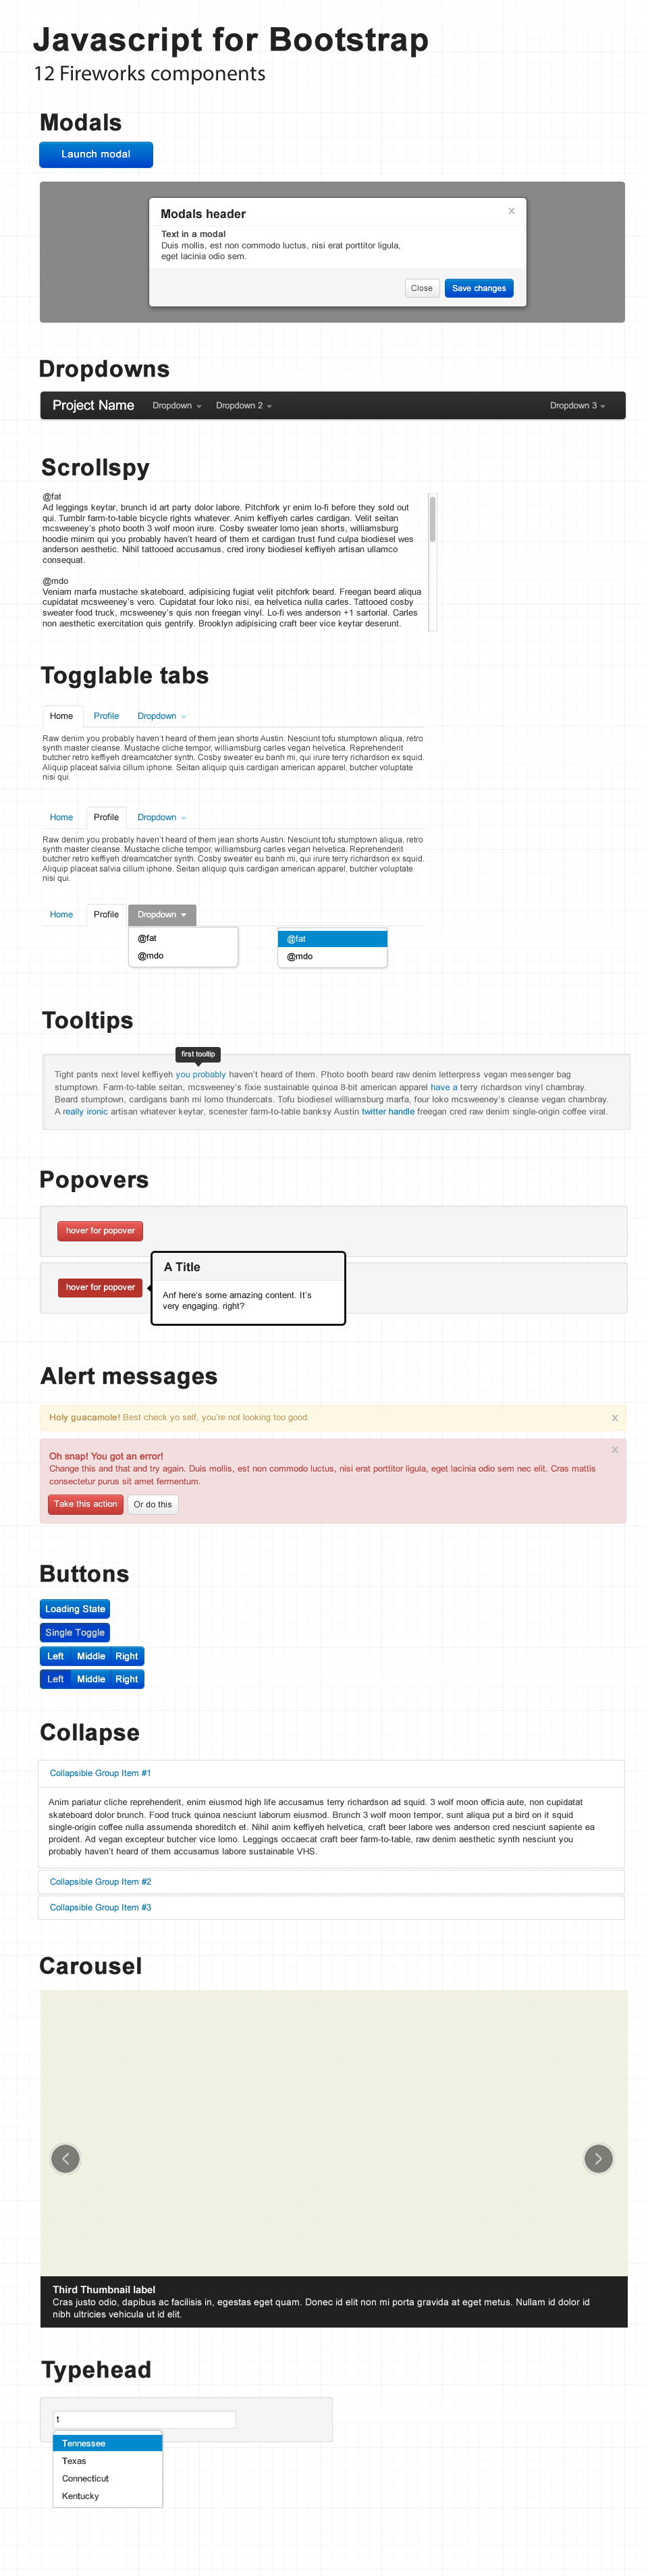 Javascript for Bootstrap
12 Fireworks components
Modals
Launch modal
Modals header x
Text in a modal
Duis mollis, est non commodo luctus, nisi erat porttitor ligula,
eget lacinia odio sem.
Close Save changes
Dropdowns
Project Name Dropdown Dropdown 2 Dropdown 3
Scrollspy
@fat
Ad leggings keytar, brunch id art party dolor labore. Pitchfork yr enim lo-fi before they sold out
qui. Tumblr farm-to-table bicycle rights whatever. Anim keffiyeh carles cardigan. Velit seitan
mcsweeney's photo booth 3 wolf moon irure. Cosby sweater lomo jean shorts, williamsburg
hoodie minim qui you probably haven't heard of them et cardigan trust fund culpa biodiesel wes
anderson aesthetic. Nihil tattooed accusamus, cred irony biodiesel keffiyeh artisan ullamco
consequat.
@mdo
Veniam marfa mustache skateboard, adipisicing fugiat velit pitchfork beard. Freegan beard aliqua
cupidatat mcsweeney's vero. Cupidatat four loko nisi, ea helvetica nulla carles. Tattooed cosby
sweater food truck, mcsweeney's quis non freegan vinyl. Lo-fi wes anderson +1 sartorial. Carles
non aesthetic exercitation quis gentrify. Brooklyn adipisicing craft beer vice keytar deserunt.
Togglable tabs
Home Profile Dropdown
Raw denim you probably haven't heard of them jean shorts Austin. Nesciunt tofu stumptown aliqua, retro
synth master cleanse. Mustache cliche tempor, williamsburg carles vegan helvetica. Reprehenderit
butcher retro keffiyeh dreamcatcher synth. Cosby sweater eu banh mi, qui irure terry richardson ex squid.
Aliquip placeat salvia cillum iphone. Seitan aliquip quis cardigan american apparel, butcher voluptate
nisi qui.
Home Profile Dropdown
Raw denim you probably haven't heard of them jean shorts Austin. Nesciunt tofu stumptown aliqua, retro
synth master cleanse. Mustache cliche tempor, williamsburg carles vegan helvetica. Reprehenderit
butcher retro keffiyeh dreamcatcher synth. Cosby sweater eu banh mi, qui irure terry richardson ex squid.
Aliquip placeat salvia cillum iphone. Seitan aliquip quis cardigan american apparel, butcher voluptate
nisi qui.
Home Profile Dropdown
@fat @fat
@mdo @mdo
Tooltips
first tooltip
Tight pants next level keffiyeh you probably haven't heard of them. Photo booth beard raw denim letterpress vegan messenger bag
stumptown. Farm-to-table seitan, mcsweeney's fixie sustainable quinoa 8-bit american apparel have a terry richardson vinyl chambray.
Beard stumptown, cardigans banh mi lomo thundercats. Tofu biodiesel williamsburg marfa, four loko mcsweeney's cleanse vegan chambray.
A really ironic artisan whatever keytar, scenester farm-to-table banksy Austin twitter handle freegan cred raw denim single-origin coffee viral.
Popovers
hover for popover
A Title
hover for popover
Anf here's some amazing content. It's
very engaging. right?
Alert messages
Holy guacamole! Best check yo self, you're not looking too good. x
Oh snap! You got an error! x
Change this and that and try again. Duis mollis, est non commodo luctus, nisi erat porttitor ligula, eget lacinia odio sem nec elit. Cras mattis
consectetur purus sit amet fermentum.
Take this action Or do this
Buttons
Loading State
Single Toggle
Left Middle Right
Left Middle Right
Collapse
Collapsible Group Item #1
Anim pariatur cliche reprehenderit, enim eiusmod high life accusamus terry richardson ad squid. 3 wolf moon officia aute, non cupidatat
skateboard dolor brunch. Food truck quinoa nesciunt laborum eiusmod. Brunch 3 wolf moon tempor, sunt aliqua put a bird on it squid
single-origin coffee nulla assumenda shoreditch et. Nihil anim keffiyeh helvetica, craft beer labore wes anderson cred nesciunt sapiente ea
proident. Ad vegan excepteur butcher vice lomo. Leggings occaecat craft beer farm-to-table, raw denim aesthetic synth nesciunt you
probably haven't heard of them accusamus labore sustainable VHS.
Collapsible Group Item #2
Collapsible Group Item #3
Carousel
Third Thumbnail label
Cras justo odio, dapibus ac facilisis in, egestas eget quam. Donec id elit non mi porta gravida at eget metus. Nullam id dolor id
nibh ultricies vehicula ut id elit.
Typehead
t
Tennessee
Texas
Connecticut
Kentucky